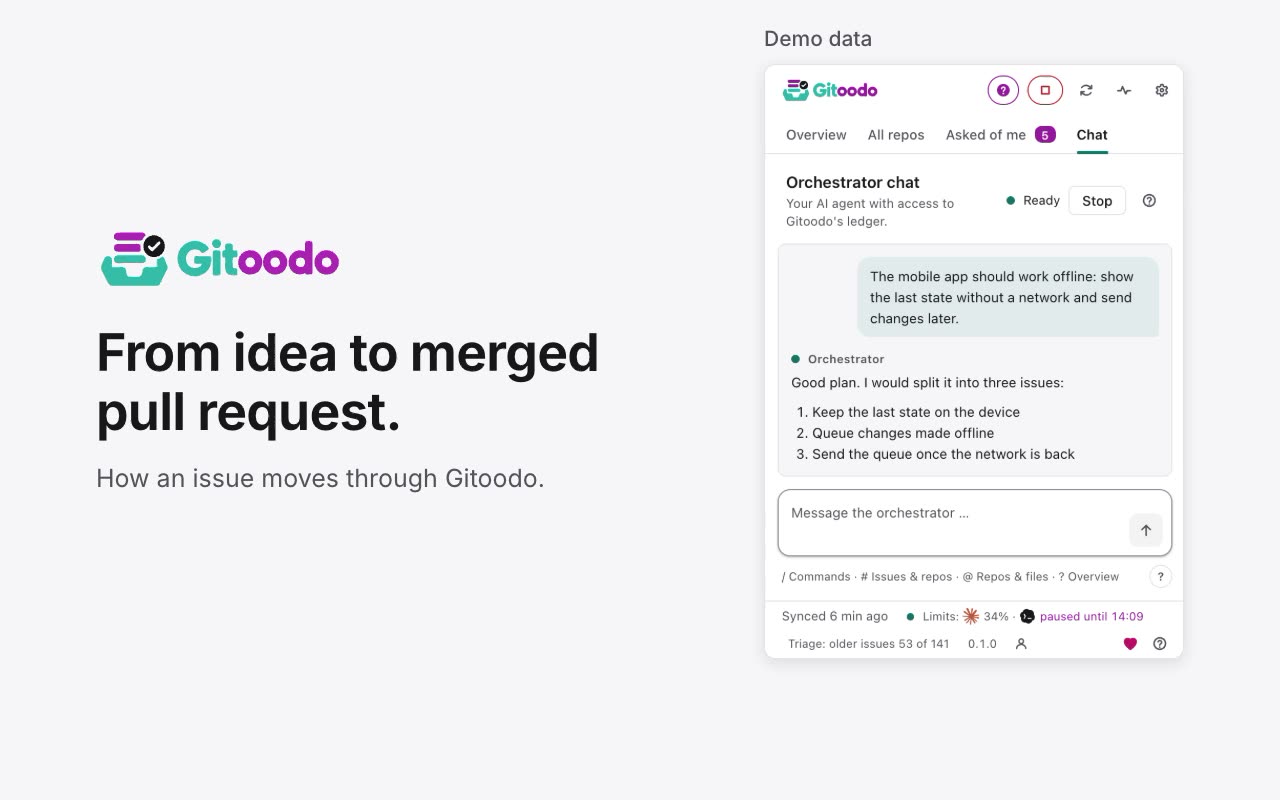 Gitoodo
From idea to merged
pull request.
How an issue moves through Gitoodo.
Demo data
Gitoodo
Overview All repos Asked of me 5 Chat
Orchestrator chat
Your AI agent with access to
Gitoodo's ledger.
Ready Stop
The mobile app should work offline: show
the last state without a network and send
changes later.
Orchestrator
Good plan. I would split it into three issues:
1. Keep the last state on the device
2. Queue changes made offline
3. Send the queue once the network is back
Message the orchestrator ...
/ Commands · # Issues & repos · @ Repos & files · ? Overview ?
Synced 6 min ago Limits: 34% · paused until 14:09
Triage: older issues 53 of 141 0.1.0